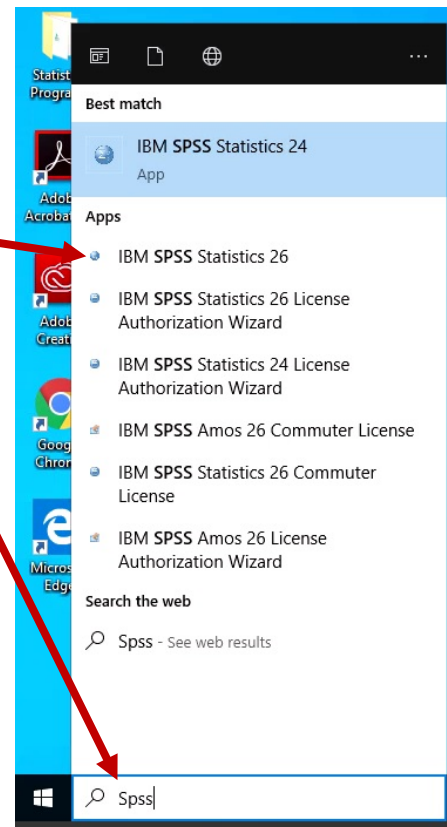 Statist
Progra
Best match
IBM SPSS Statistics 24
App
Adob
Acrobat
Apps
IBM SPSS Statistics 26
IBM SPSS Statistics 26 License
Authorization Wizard
Adob
Creati
IBM SPSS Statistics 24 License
Authorization Wizard
IBM SPSS Amos 26 Commuter License
Goog
Chron
IBM SPSS Statistics 26 Commuter
License
IBM SPSS Amos 26 License
Authorization Wizard
Micros
Edge
Search the web
Spss - See web results
Spss